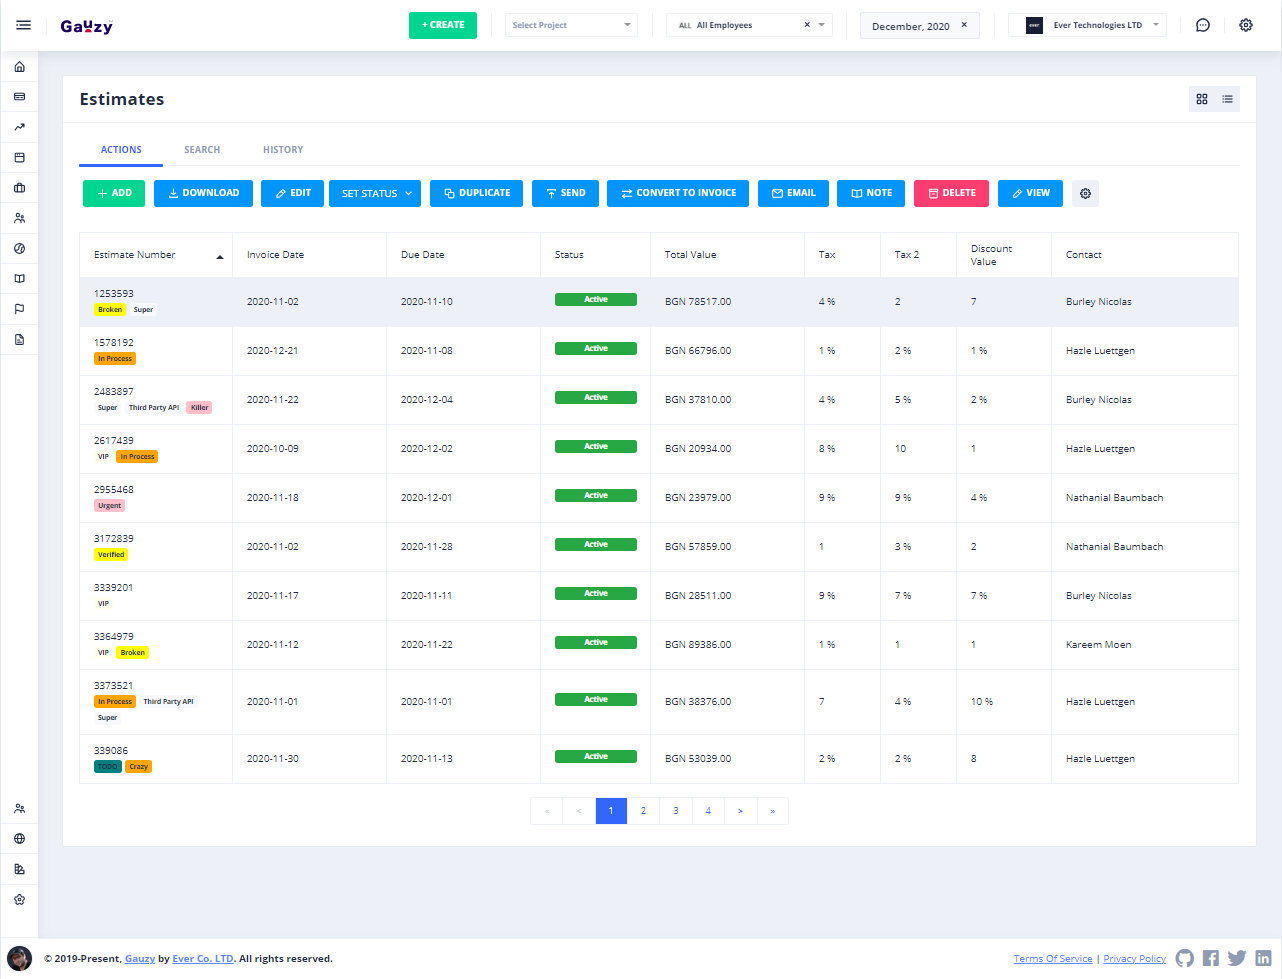 Gauzy
+ CREATE
Select Project
ALL All Employees ×
December, 2020 ×
ever Ever Technologies LTD
Estimates
ACTIONS SEARCH HISTORY
ADD DOWNLOAD EDIT SET STATUS DUPLICATE SEND CONVERT TO INVOICE EMAIL NOTE DELETE VIEW
Estimate Number Invoice Date Due Date Status Total Value Tax Tax 2 Discount Value Contact
1253593 2020-11-02 2020-11-10 Active BGN 78517.00 4 % 2 7 Burley Nicolas
Broken Super
1578192 2020-12-21 2020-11-08 Active BGN 66796.00 1 % 2 % 1 % Hazle Luettgen
In Process
2483897 2020-11-22 2020-12-04 Active BGN 37810.00 4 % 5 % 2 % Burley Nicolas
Super Third Party API Killer
2617439 2020-10-09 2020-12-02 Active BGN 20934.00 8 % 10 1 Hazle Luettgen
VIP In Process
2955468 2020-11-18 2020-12-01 Active BGN 23979.00 9 % 9 % 4 % Nathanial Baumbach
Urgent
3172839 2020-11-02 2020-11-28 Active BGN 57859.00 1 3 % 2 Nathanial Baumbach
Verified
3339201 2020-11-17 2020-11-11 Active BGN 28511.00 9 % 7 % 7 % Burley Nicolas
VIP
3364979 2020-11-12 2020-11-22 Active BGN 89386.00 1 % 1 1 Kareem Moen
VIP Broken
3373521 2020-11-01 2020-11-01 Active BGN 38376.00 7 4 % 10 % Hazle Luettgen
In Process Third Party API
Super
339086 2020-11-30 2020-11-13 Active BGN 53039.00 2 % 2 % 8 Hazle Luettgen
TODO Crazy
« < 1 2 3 4 > »
© 2019-Present, Gauzy by Ever Co. LTD. All rights reserved.
Terms Of Service | Privacy Policy